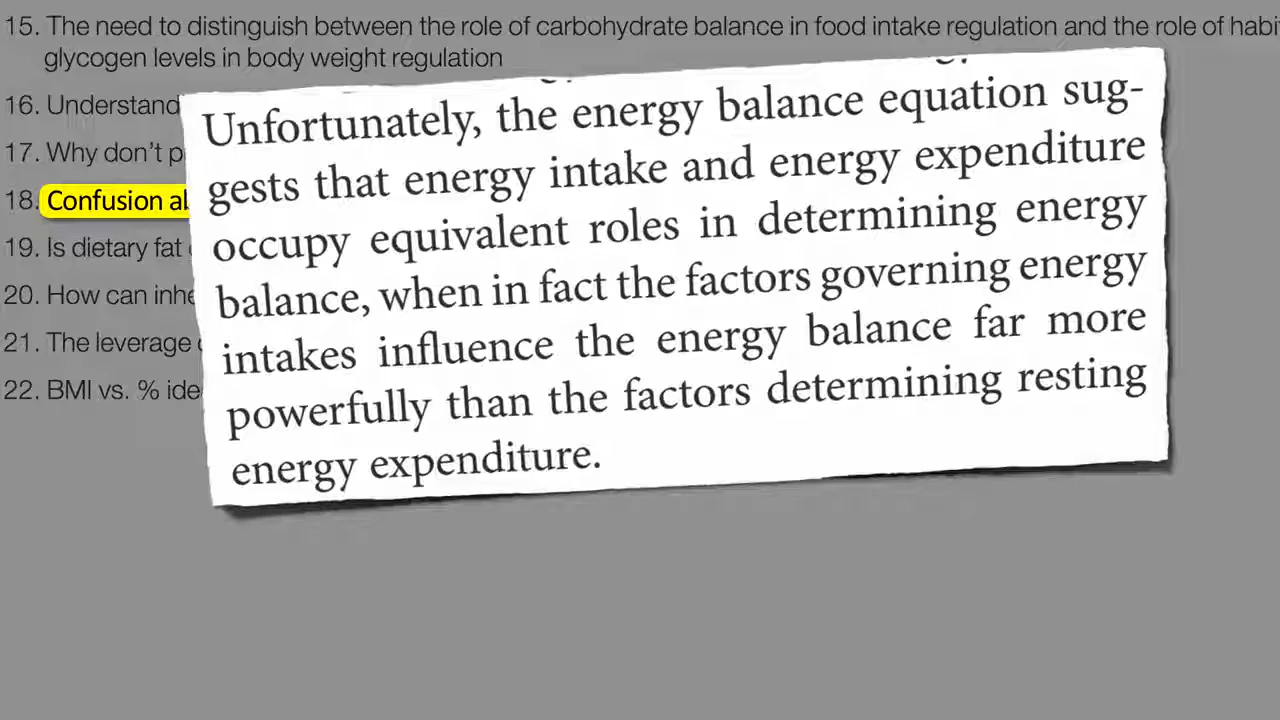 15. The need to distinguish between the role of carbohydrate balance in food intake regulation and the role of
glycogen levels in body weight regulation
16.
17. Why don't
18. Confusion
19. Is dietary fat
20. How can
21. The leverage
22. BMI vs. %
Unfortunately, the energy balance equation sug-
gests that energy intake and energy expenditure
occupy equivalent roles in determining energy
balance, when in fact the factors governing energy
intakes influence the energy balance far more
powerfully than the factors determining resting
energy expenditure.